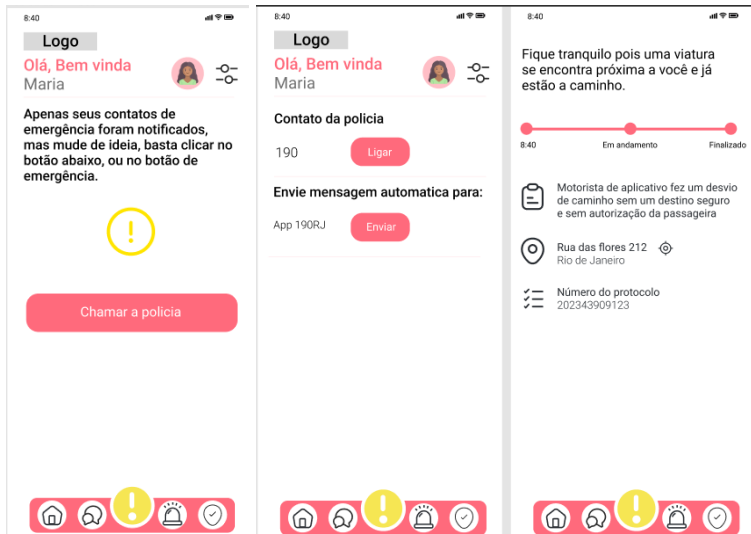 8:40
Logo
Olá, Bem vinda
Maria
Apenas seus contatos de
emergência foram notificados,
mas mude de ideia, basta clicar no
botão abaixo, ou no botão de
emergência.
!
Chamar a policia
!
8:40
Logo
Olá, Bem vinda
Maria
Contato da policia
190
Ligar
Envie mensagem automatica para:
App 190RJ
Enviar
!
8:40
Fique tranquilo pois uma viatura
se encontra próxima a você e já
estão a caminho.
8:40 Em andamento Finalizado
Motorista de aplicativo fez um desvio
de caminho sem um destino seguro
e sem autorização da passageira
Rua das flores 212
Rio de Janeiro
Número do protocolo
202343909123
!